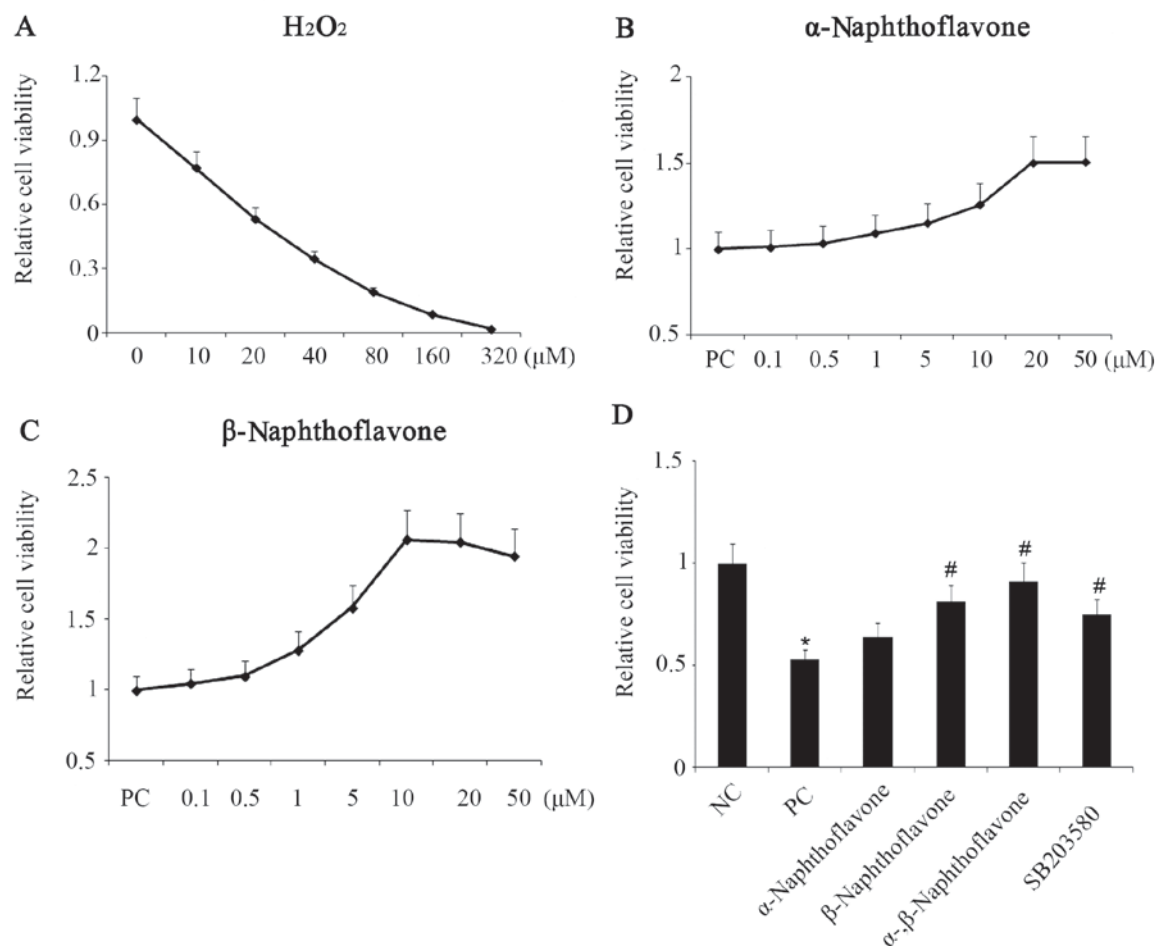 A
H2O2
Relative cell viability
1.2
0.9
0.6
0.3
0
0 10 20 40 80 160 320 (μM)
B
α-Naphthoflavone
Relative cell viability
2
1.5
1
0.5
PC 0.1 0.5 1 5 10 20 50 (μM)
C
β-Naphthoflavone
Relative cell viability
2.5
2
1.5
1
0.5
PC 0.1 0.5 1 5 10 20 50 (μM)
D
Relative cell viability
1.5
1
0.5
0
*
#
#
#
NC
PC
α-Naphthoflavone
β-Naphthoflavone
α-,β-Naphthoflavone
SB203580